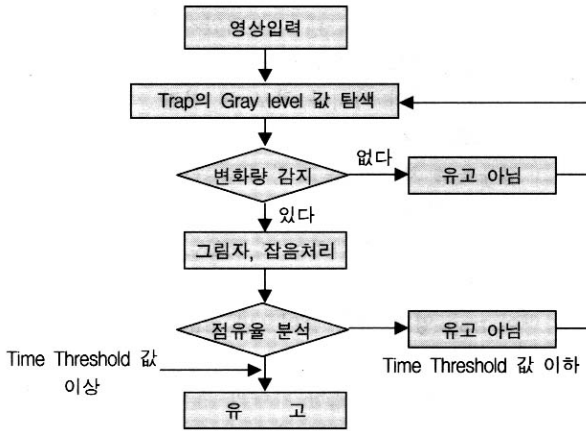 영상입력
Trap의 Gray level 값 탐색
변화량 감지
없다
유고 아님
있다
그림자, 잡음처리
점유율 분석
유고 아님
Time Threshold 값
이상
Time Threshold 값 이하
유 고